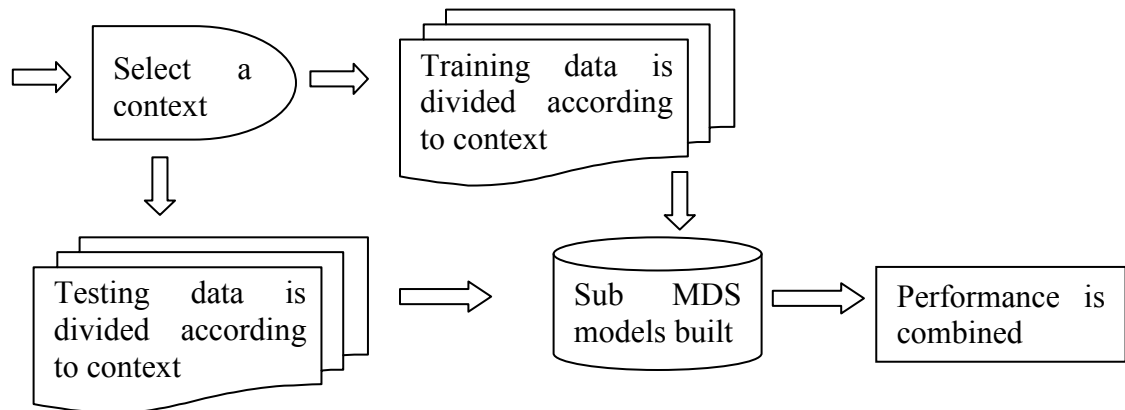 Select a
context
Training data is
divided according
to context
Testing data is
divided according
to context
Sub MDS
models built
Performance is
combined